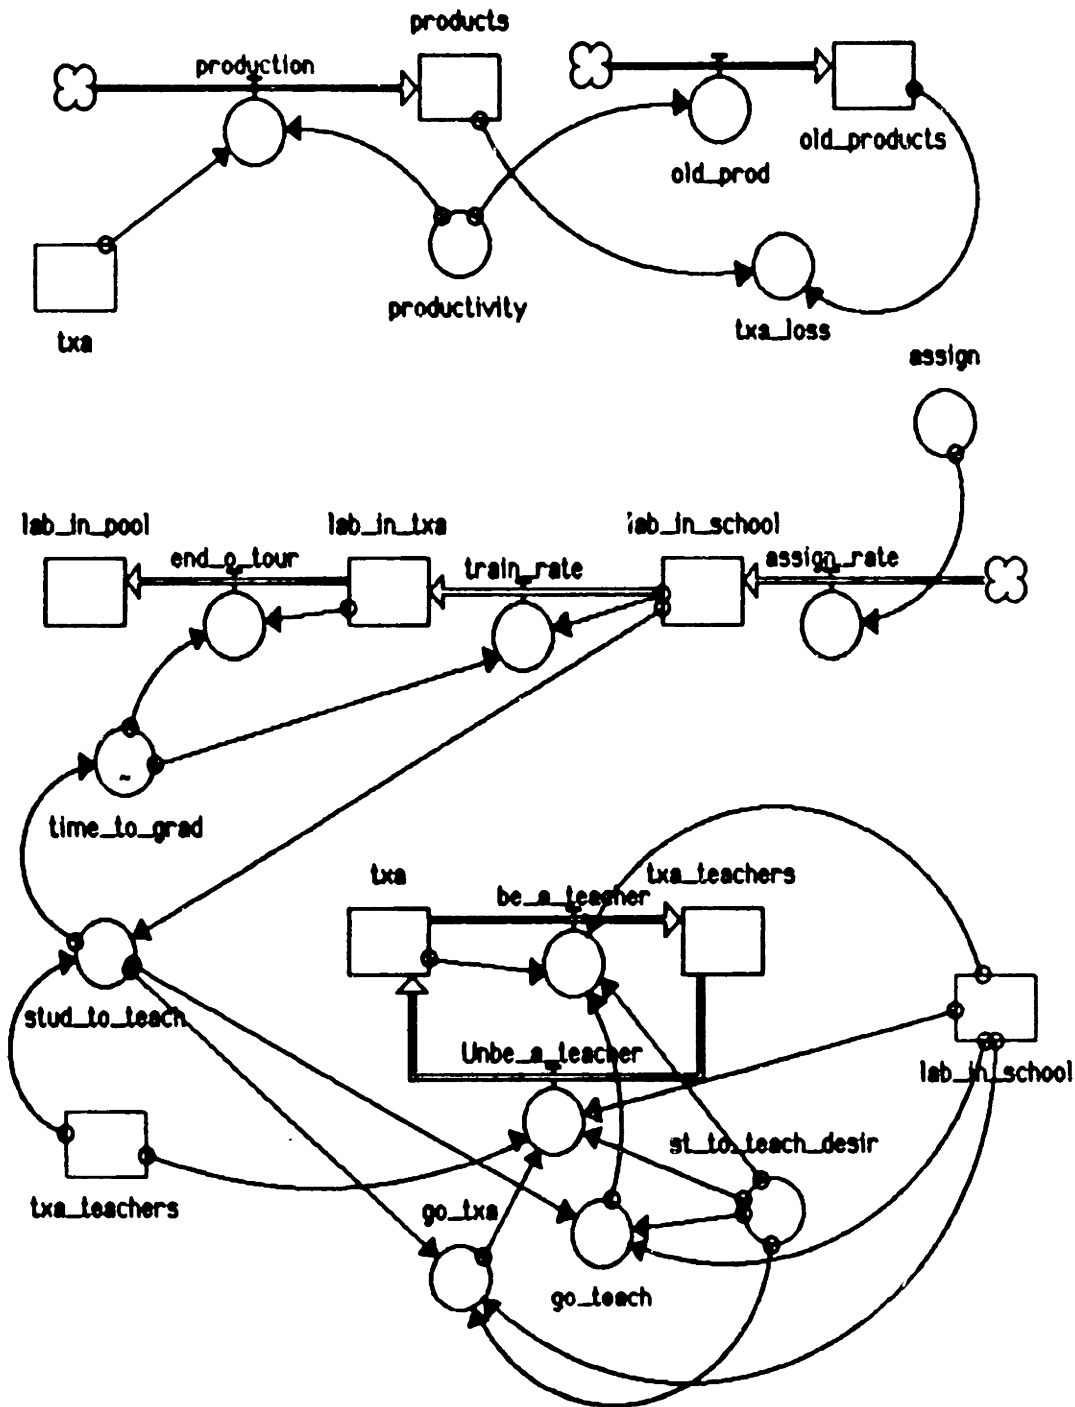 products
production
old_products
old_prod
productivity
txa_loss
txa
assign
lab_in_pool
lab_in_txa
lab_in_school
end_o_tour
train_rate
assign_rate
~
time_to_grad
txa
be_a_teacher
txa_teachers
stud_to_teach
Unbe_a_teacher
lab_in_school
st_to_teach_desir
txa_teachers
go_txa
go_teach